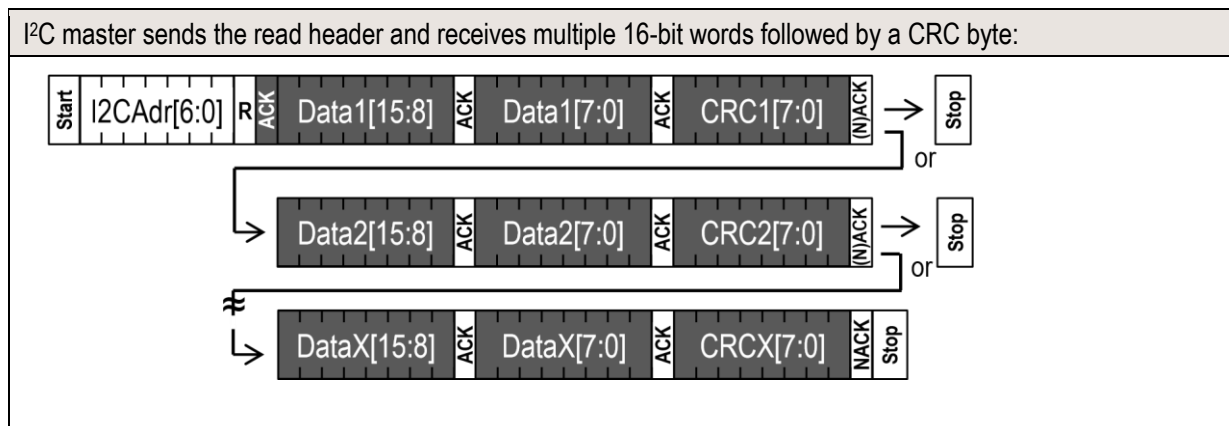 I²C master sends the read header and receives multiple 16-bit words followed by a CRC byte:
Start I2CAdr[6:0] R ACK Data1[15:8] ACK Data1[7:0] ACK CRC1[7:0] (N)ACK Stop
or
Data2[15:8] ACK Data2[7:0] ACK CRC2[7:0] (N)ACK Stop
or
DataX[15:8] ACK DataX[7:0] ACK CRCX[7:0] NACK Stop